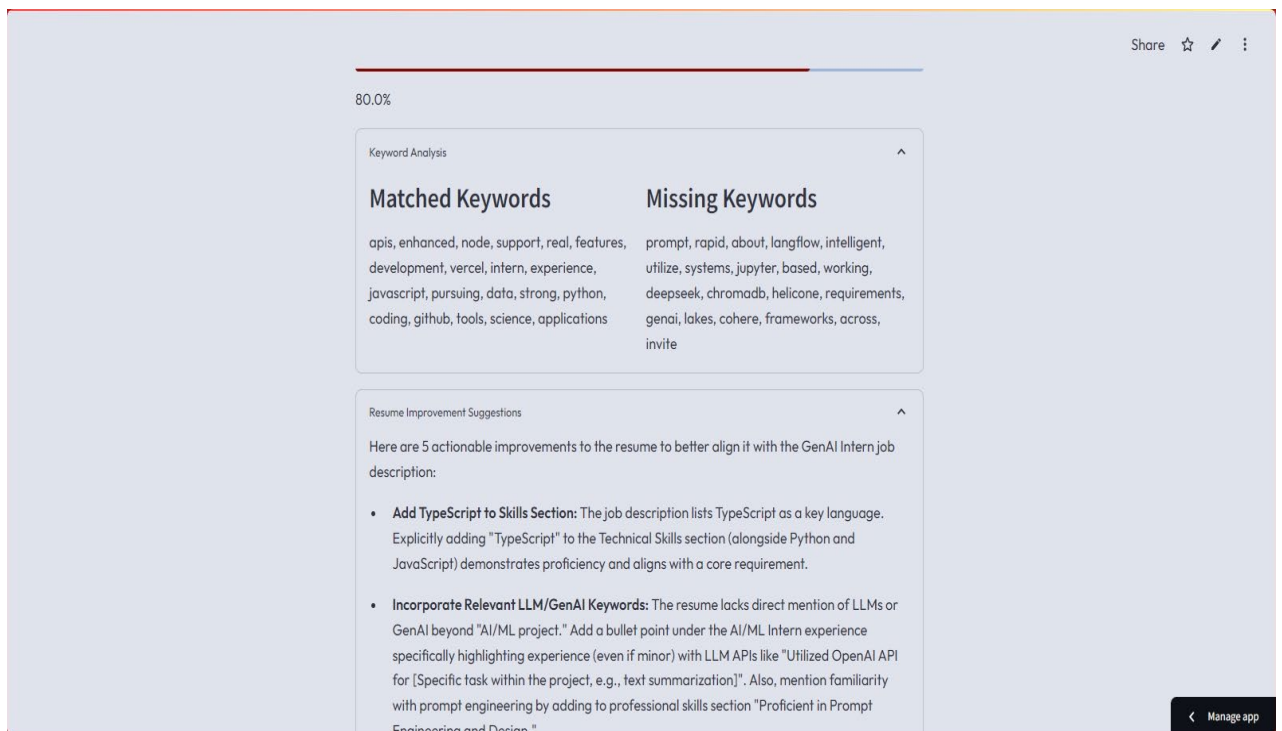 Share
80.0%
Keyword Analysis
Matched Keywords
apis, enhanced, node, support, real, features,
development, vercel, intern, experience,
javascript, pursuing, data, strong, python,
coding, github, tools, science, applications
Missing Keywords
prompt, rapid, about, langflow, intelligent,
utilize, systems, jupyter, based, working,
deepseek, chromadb, helicone, requirements,
genai, lakes, cohere, frameworks, across,
invite
Resume Improvement Suggestions
Here are 5 actionable improvements to the resume to better align it with the GenAI Intern job
description:
• Add TypeScript to Skills Section: The job description lists TypeScript as a key language.
Explicitly adding "TypeScript" to the Technical Skills section (alongside Python and
JavaScript) demonstrates proficiency and aligns with a core requirement.
• Incorporate Relevant LLM/GenAI Keywords: The resume lacks direct mention of LLMs or
GenAI beyond "AI/ML project." Add a bullet point under the AI/ML Intern experience
specifically highlighting experience (even if minor) with LLM APIs like "Utilized OpenAI API
for [Specific task within the project, e.g., text summarization]". Also, mention familiarity
with prompt engineering by adding to professional skills section "Proficient in Prompt
Engineering and Design."
Manage app